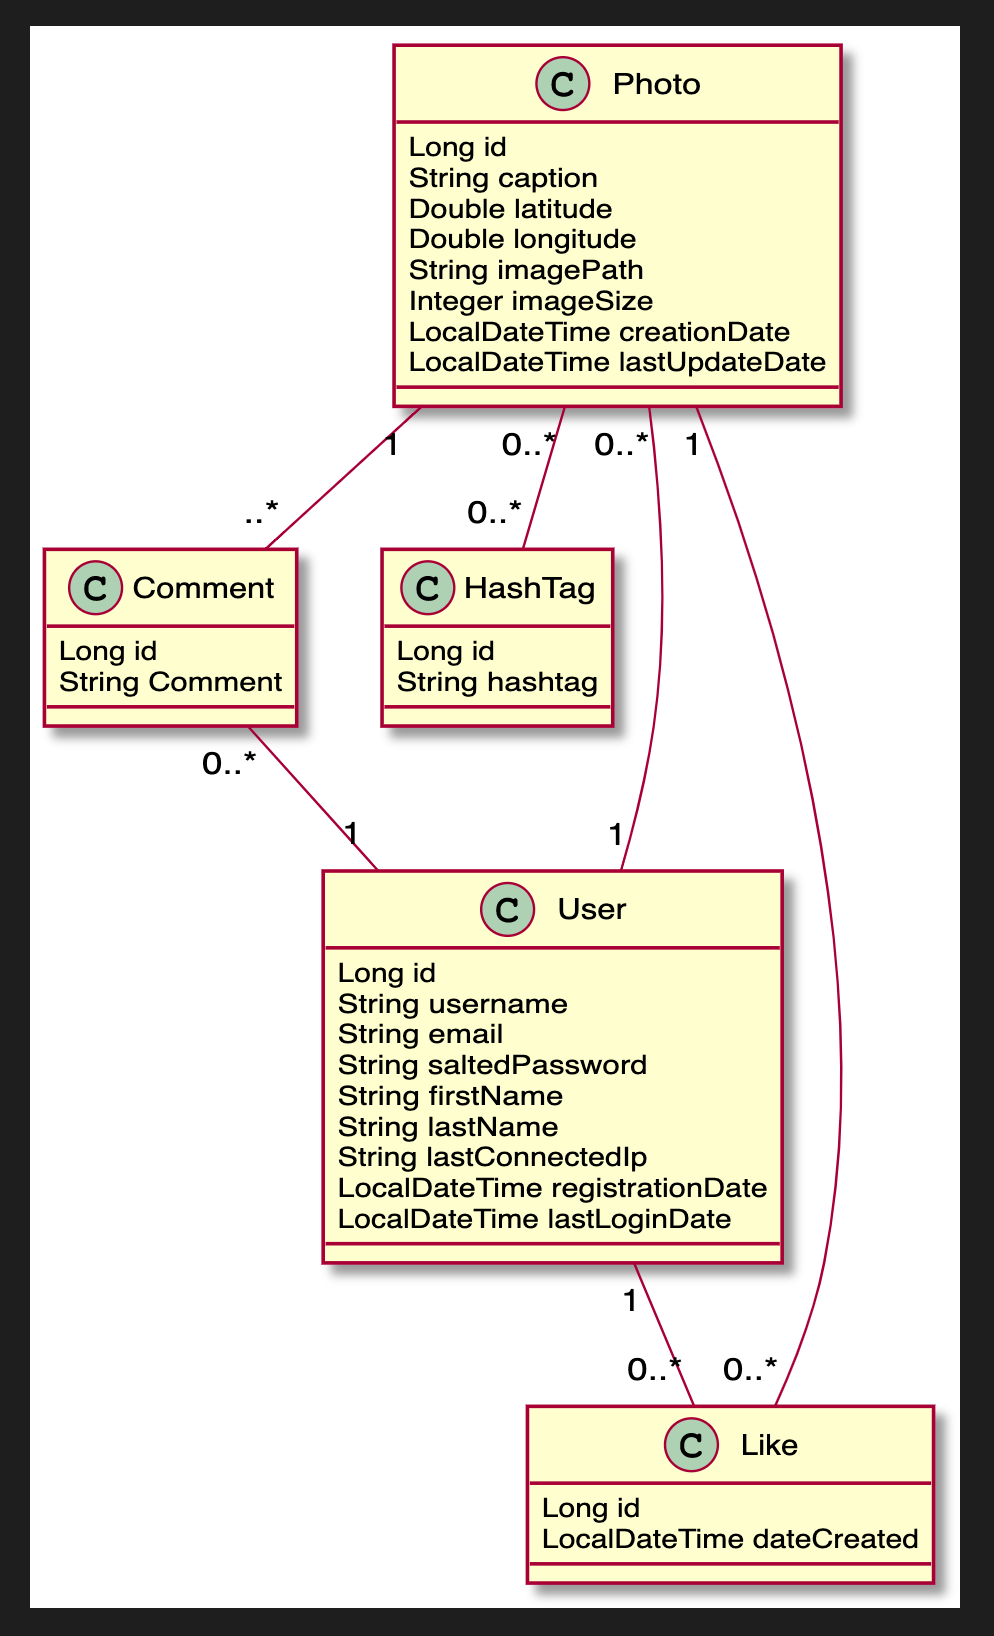 C Photo
Long id
String caption
Double latitude
Double longitude
String imagePath
Integer imageSize
LocalDateTime creationDate
LocalDateTime lastUpdateDate
1
0..*
0..*
1
..*
0..*
C Comment
Long id
String Comment
C HashTag
Long id
String hashtag
0..*
1
1
C User
Long id
String username
String email
String saltedPassword
String firstName
String lastName
String lastConnectedIp
LocalDateTime registrationDate
LocalDateTime lastLoginDate
1
0..*
0..*
C Like
Long id
LocalDateTime dateCreated